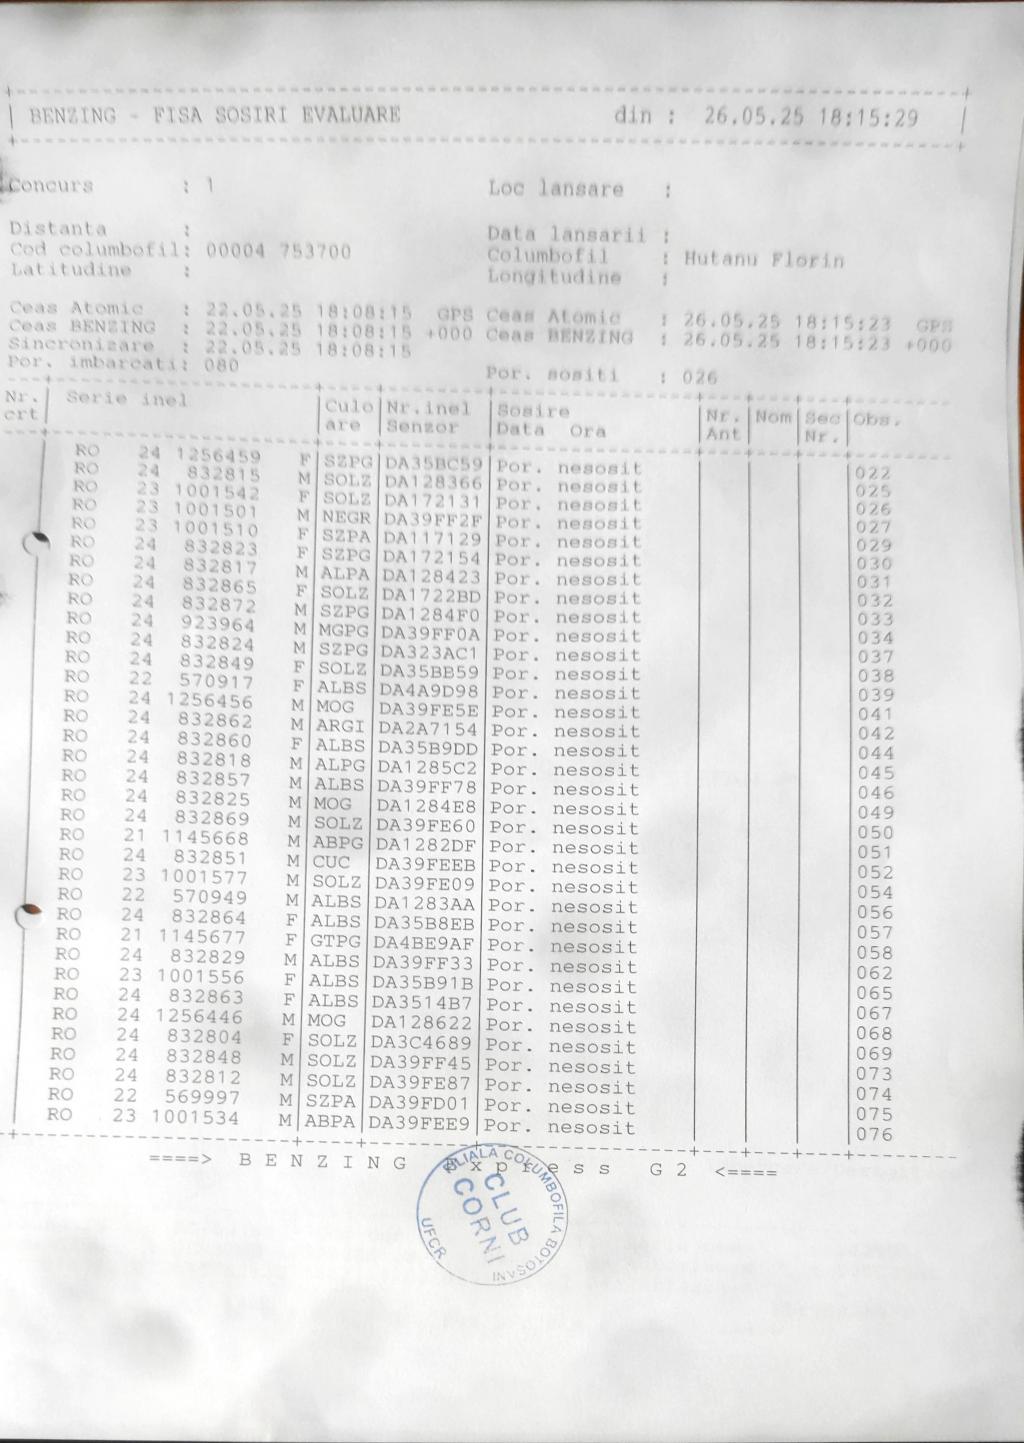 BENZING - FISA SOSIRI EVALUARE din : 26.05.25 18:15:29
Concurs : 1 Loc lansare :
Distanta : Data lansarii :
Cod columbofil: 00004 753700 Columbofil : Hutanu Florin
Latitudine : Longitudine :
Ceas Atomic : 22.05.25 18:08:15 GPS Ceas Atomic : 26.05.25 18:15:23 GPS
Ceas BENZING : 22.05.25 18:08:15 +000 Ceas BENZING : 26.05.25 18:15:23 +000
Sincronizare : 22.05.25 18:08:15
Por. imbarcati: 080 Por. sositi : 026
Nr. Serie inel Culo Nr.inel Sosire Nr. Nom Sec Obs.
crt are Senzor Data Ora Ant Nr.
RO 24 1256459 F SZPG DA35BC59 Por. nesosit 022
RO 24 832815 M SOLZ DA128366 Por. nesosit 025
RO 23 1001542 F SOLZ DA172131 Por. nesosit 026
RO 23 1001501 M NEGR DA39FF2F Por. nesosit 027
RO 23 1001510 F SZPA DA117129 Por. nesosit 029
RO 24 832823 F SZPG DA172154 Por. nesosit 030
RO 24 832817 M ALPA DA128423 Por. nesosit 031
RO 24 832865 F SOLZ DA1722BD Por. nesosit 032
RO 24 832872 M SZPG DA1284F0 Por. nesosit 033
RO 24 923964 M MGPG DA39FF0A Por. nesosit 034
RO 24 832824 M SZPG DA323AC1 Por. nesosit 037
RO 24 832849 F SOLZ DA35BB59 Por. nesosit 038
RO 22 570917 F ALBS DA4A9D98 Por. nesosit 039
RO 24 1256456 M MOG DA39FE5E Por. nesosit 041
RO 24 832862 M ARGI DA2A7154 Por. nesosit 042
RO 24 832860 F ALBS DA35B9DD Por. nesosit 044
RO 24 832818 M ALPG DA1285C2 Por. nesosit 045
RO 24 832857 M ALBS DA39FF78 Por. nesosit 046
RO 24 832825 M MOG DA1284E8 Por. nesosit 049
RO 24 832869 M SOLZ DA39FE60 Por. nesosit 050
RO 21 1145668 M ABPG DA1282DF Por. nesosit 051
RO 24 832851 M CUC DA39FEEB Por. nesosit 052
RO 23 1001577 M SOLZ DA39FE09 Por. nesosit 054
RO 22 570949 M ALBS DA1283AA Por. nesosit 056
RO 24 832864 F ALBS DA35B8EB Por. nesosit 057
RO 21 1145677 F GTPG DA4BE9AF Por. nesosit 058
RO 24 832829 M ALBS DA39FF33 Por. nesosit 062
RO 23 1001556 F ALBS DA35B91B Por. nesosit 065
RO 24 832863 F ALBS DA3514B7 Por. nesosit 067
RO 24 1256446 M MOG DA128622 Por. nesosit 068
RO 24 832804 F SOLZ DA3C4689 Por. nesosit 069
RO 24 832848 M SOLZ DA39FF45 Por. nesosit 073
RO 24 832812 M SOLZ DA39FE87 Por. nesosit 074
RO 22 569997 M SZPA DA39FD01 Por. nesosit 075
RO 23 1001534 M ABPA DA39FEE9 Por. nesosit 076
====> B E N Z I N G E x p r e s s G 2 <====
FILIALA COLUMBOFILA BOTOSANI
CLUB
CORNI
UFCR